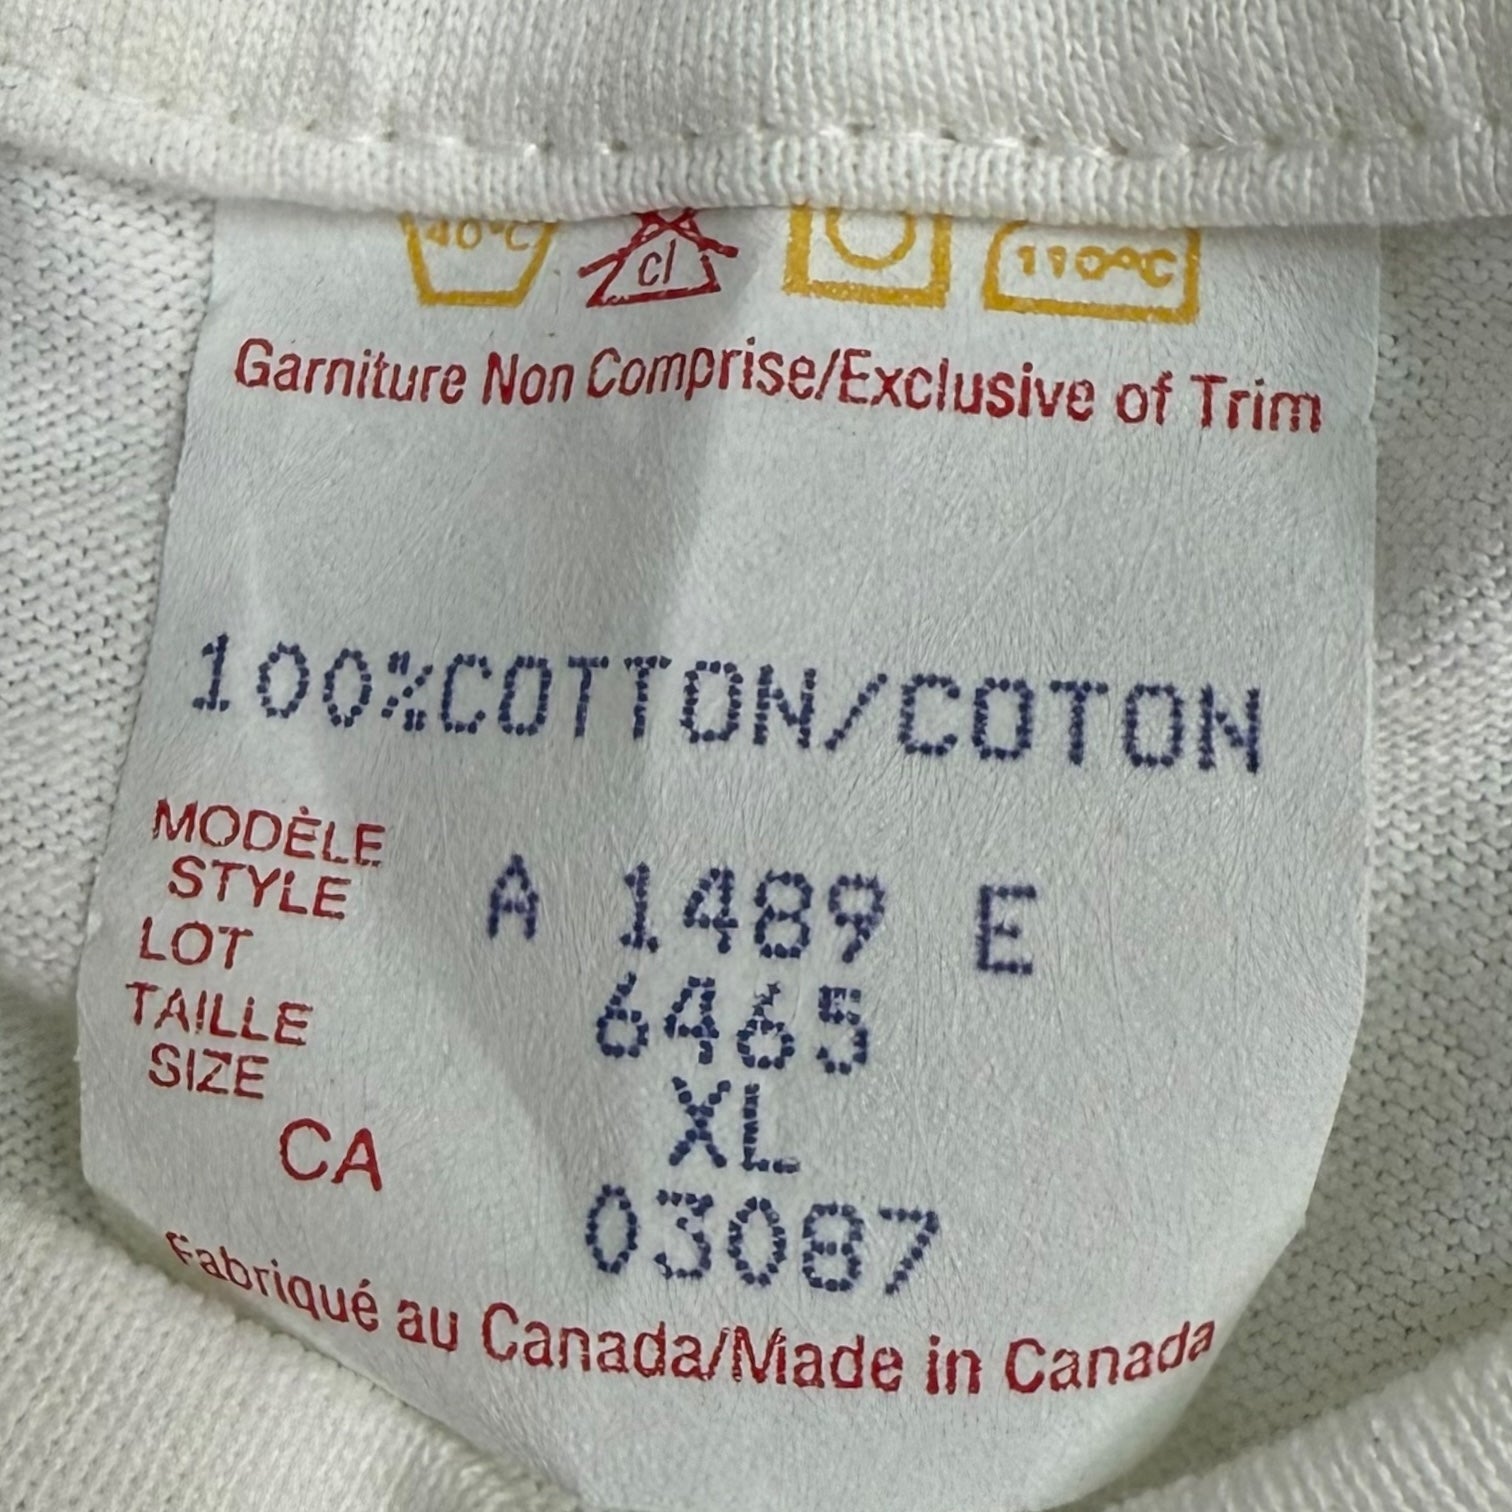 40°C cl 110°C
Garniture Non Comprise/Exclusive of Trim
100%COTTON/COTON
MODÈLE
STYLE A 1489 E
LOT 6465
TAILLE
SIZE XL
CA 03087
Fabriqué au Canada/Made in Canada